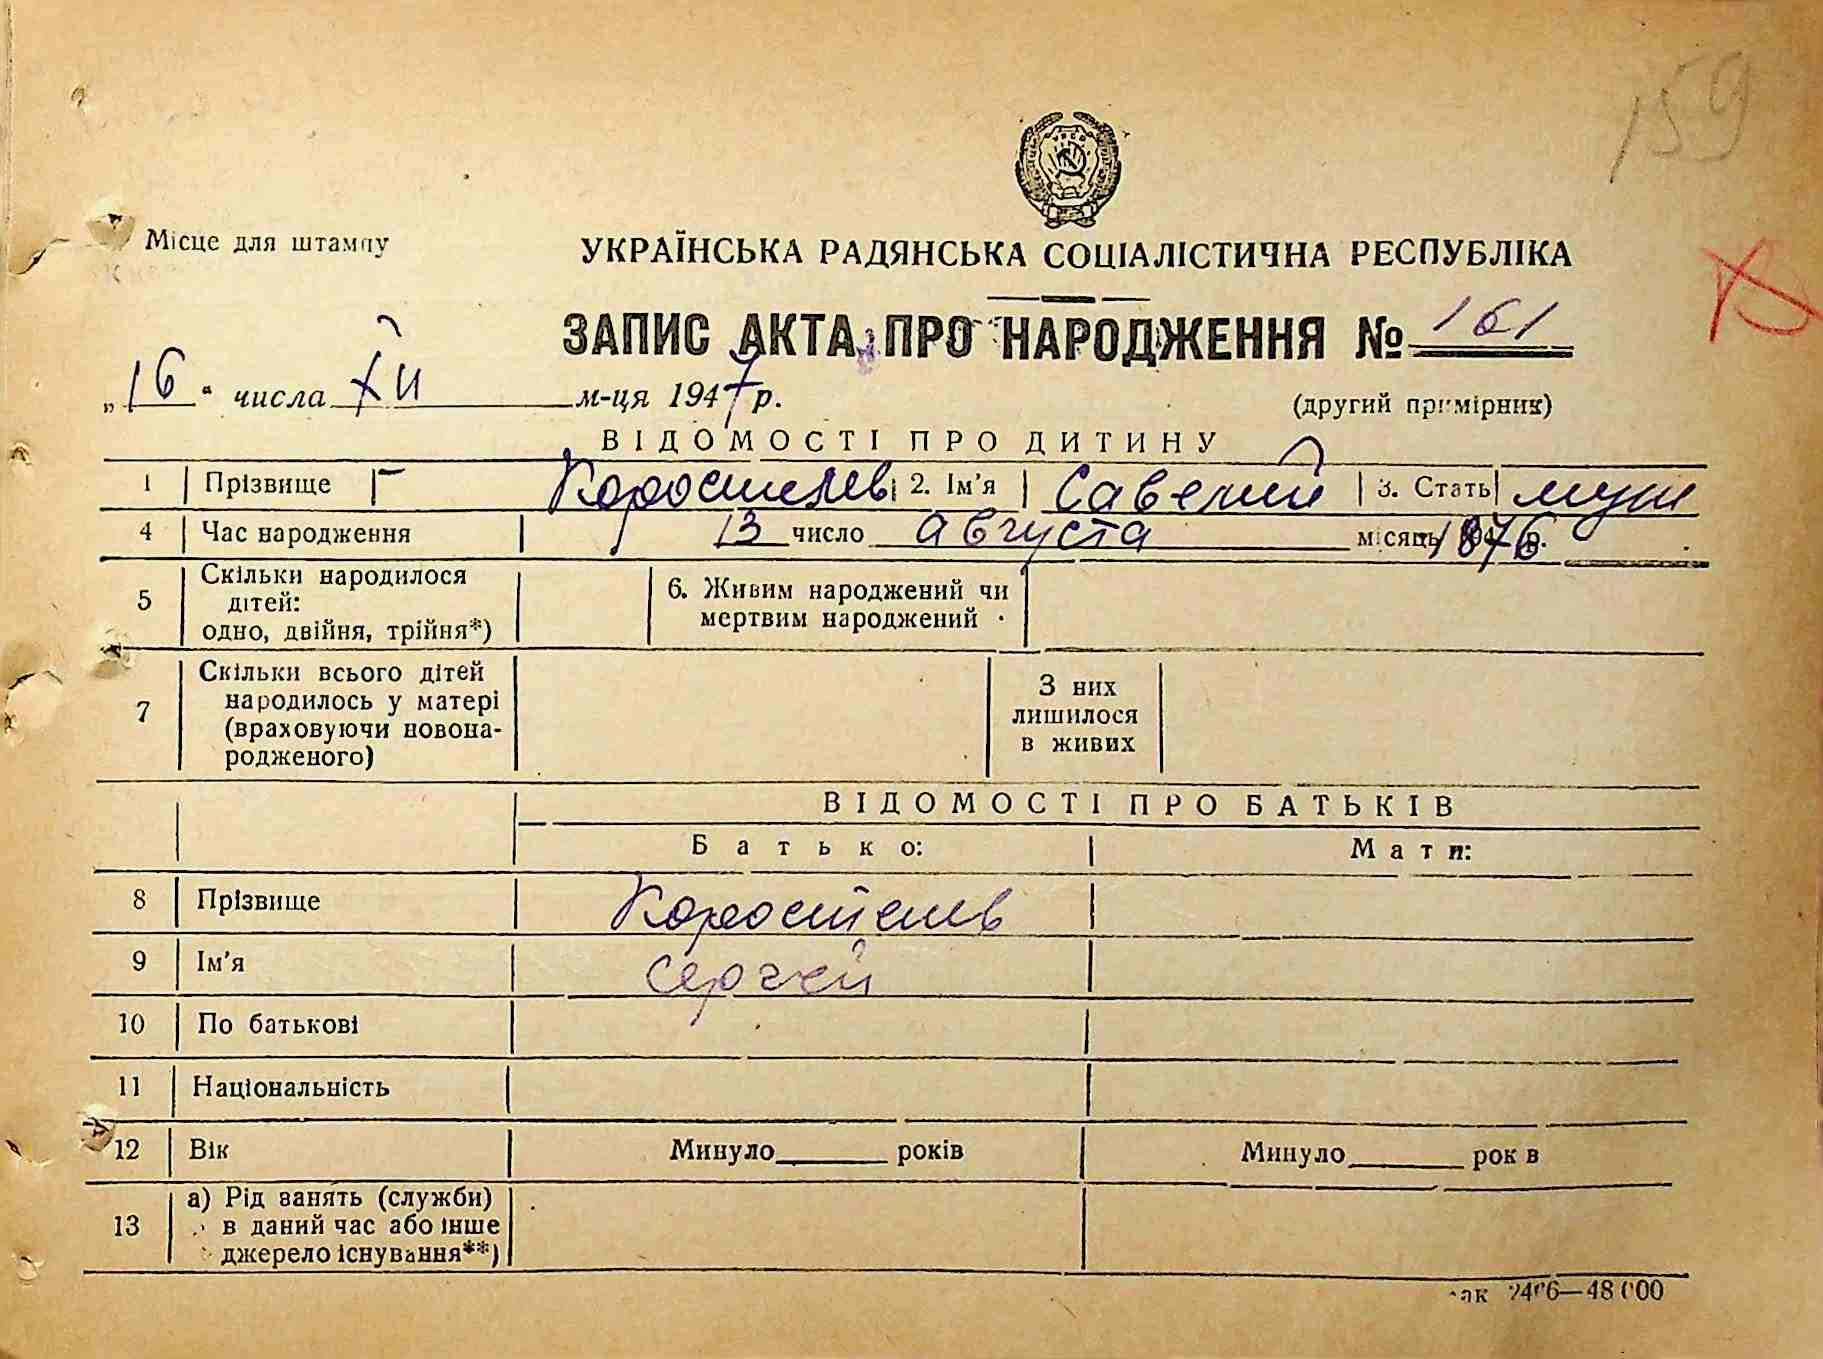 159
Місце для штампу
УКРАЇНСЬКА РАДЯНСЬКА СОЦІАЛІСТИЧНА РЕСПУБЛІКА
ЗАПИС АКТА ПРО НАРОДЖЕННЯ № 161
„16“ числа XII м-ця 1947 р.
(другий примірник)
ВІДОМОСТІ ПРО ДИТИНУ
1 Прізвище Коростелев 2. Ім'я Савелий 3. Стать муж
4 Час народження 13 число августа місяць 1876 р.
5 Скільки народилося дітей: одно, двійня, трійня*) 6. Живим народжений чи мертвим народжений
7 Скільки всього дітей народилось у матері (враховуючи новонародженого) З них лишилося в живих
ВІДОМОСТІ ПРО БАТЬКІВ
Батько: Мати:
8 Прізвище Коростелев
9 Ім'я Сергей
10 По батькові
11 Національність
12 Вік Минуло____ років Минуло____ рок в
13 а) Рід занять (служби) в даний час або інше джерело існування**)
2406—48 000